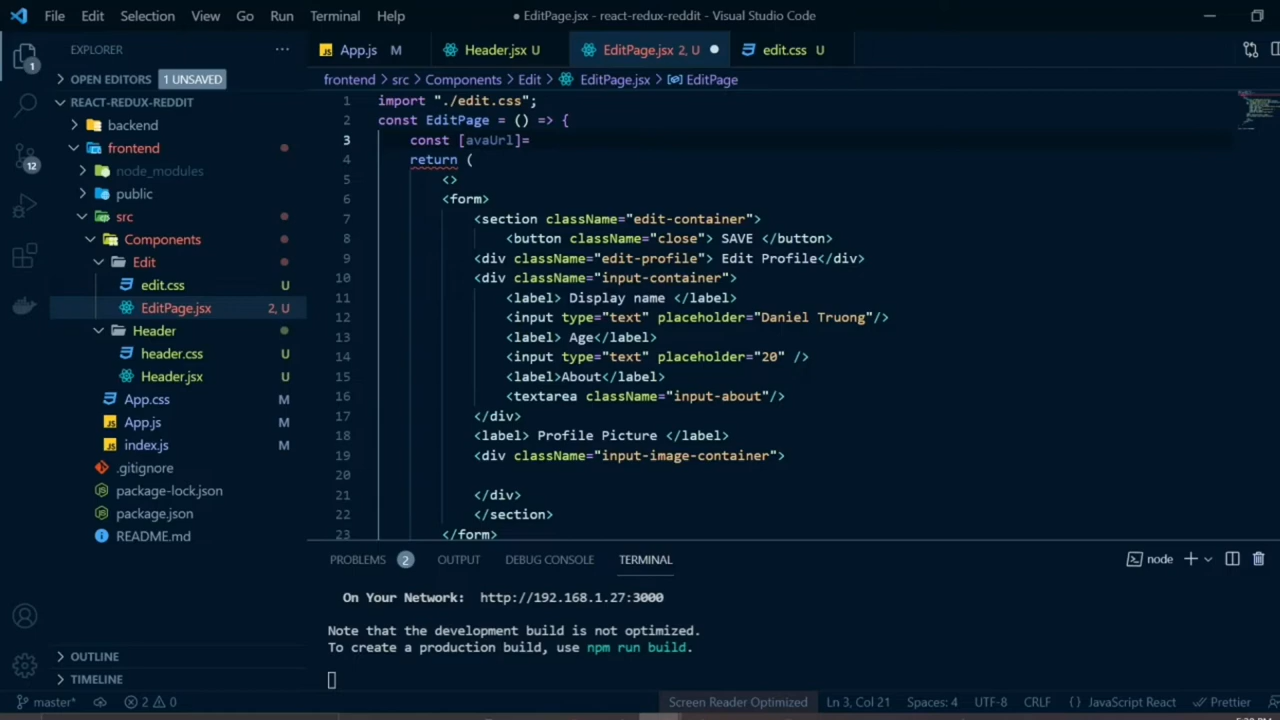 File Edit Selection View Go Run Terminal Help
● EditPage.jsx - react-redux-reddit - Visual Studio Code
EXPLORER
App.js M
Header.jsx U
EditPage.jsx 2, U
edit.css U
OPEN EDITORS 1 UNSAVED
frontend > src > Components > Edit > EditPage.jsx > EditPage
REACT-REDUX-REDDIT
backend
frontend
node_modules
public
src
Components
Edit
edit.css U
EditPage.jsx 2, U
Header
header.css U
Header.jsx U
App.css M
App.js M
index.js M
.gitignore
package-lock.json
package.json
README.md
OUTLINE
TIMELINE
1
12
1 import "./edit.css";
2 const EditPage = () => {
3 const [avaUrl]=
4 return (
5 <>
6 <form>
7 <section className="edit-container">
8 <button className="close"> SAVE </button>
9 <div className="edit-profile"> Edit Profile</div>
10 <div className="input-container">
11 <label> Display name </label>
12 <input type="text" placeholder="Daniel Truong"/>
13 <label> Age</label>
14 <input type="text" placeholder="20" />
15 <label>About</label>
16 <textarea className="input-about"/>
17 </div>
18 <label> Profile Picture </label>
19 <div className="input-image-container">
20
21 </div>
22 </section>
23 </form>
PROBLEMS 2 OUTPUT DEBUG CONSOLE TERMINAL
node
On Your Network: http://192.168.1.27:3000
Note that the development build is not optimized.
To create a production build, use npm run build.
master* 2 0
Screen Reader Optimized Ln 3, Col 21 Spaces: 4 UTF-8 CRLF {} JavaScript React Prettier